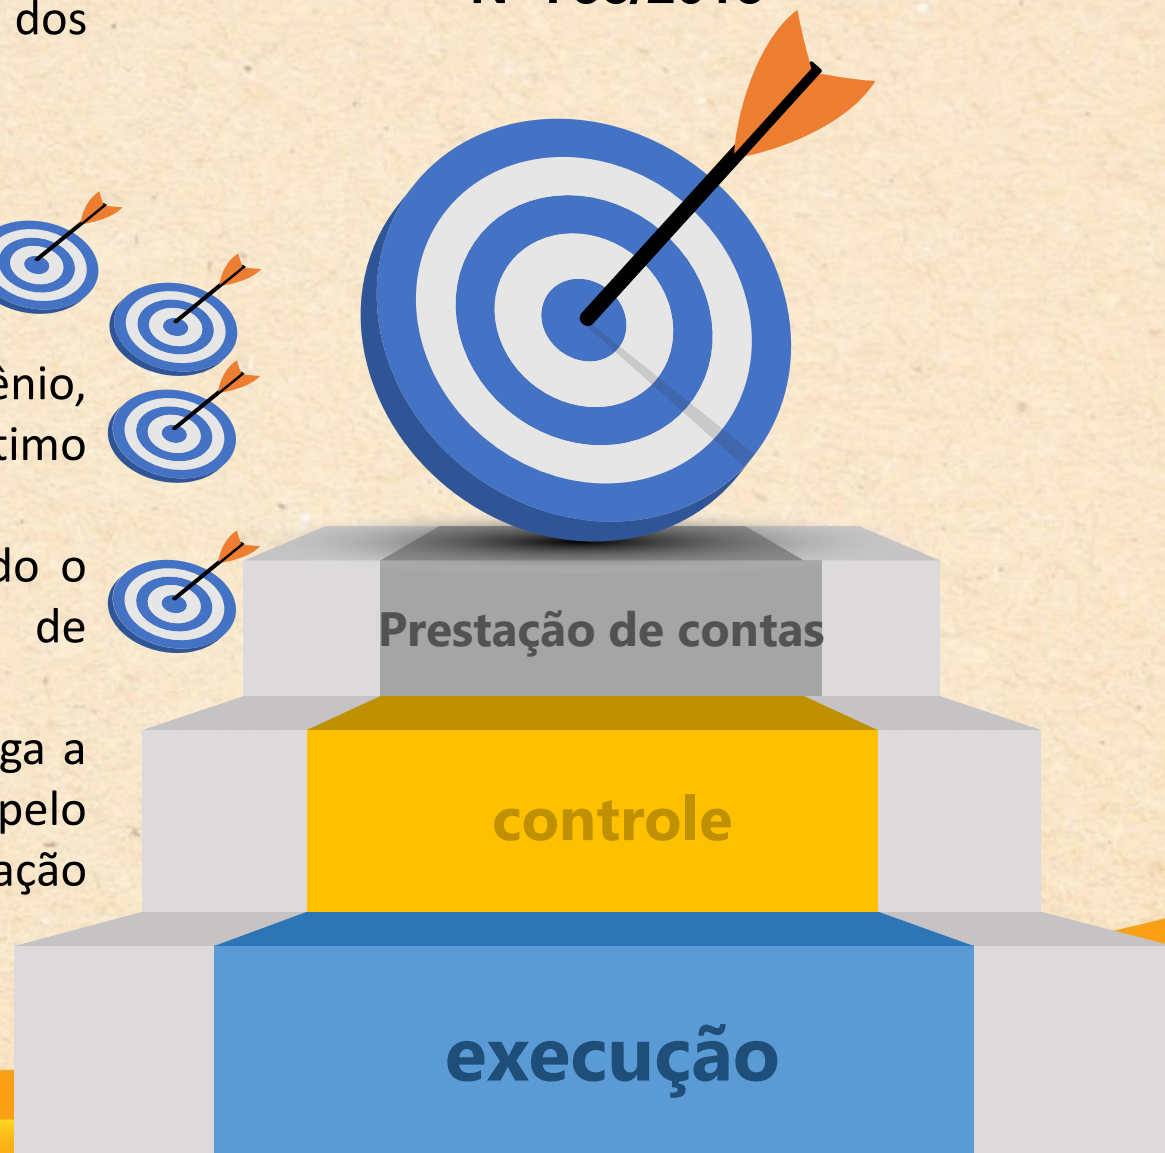 dos
ênio,
timo
do o
de
ga a
pelo
ação
Prestação de contas
controle
execução